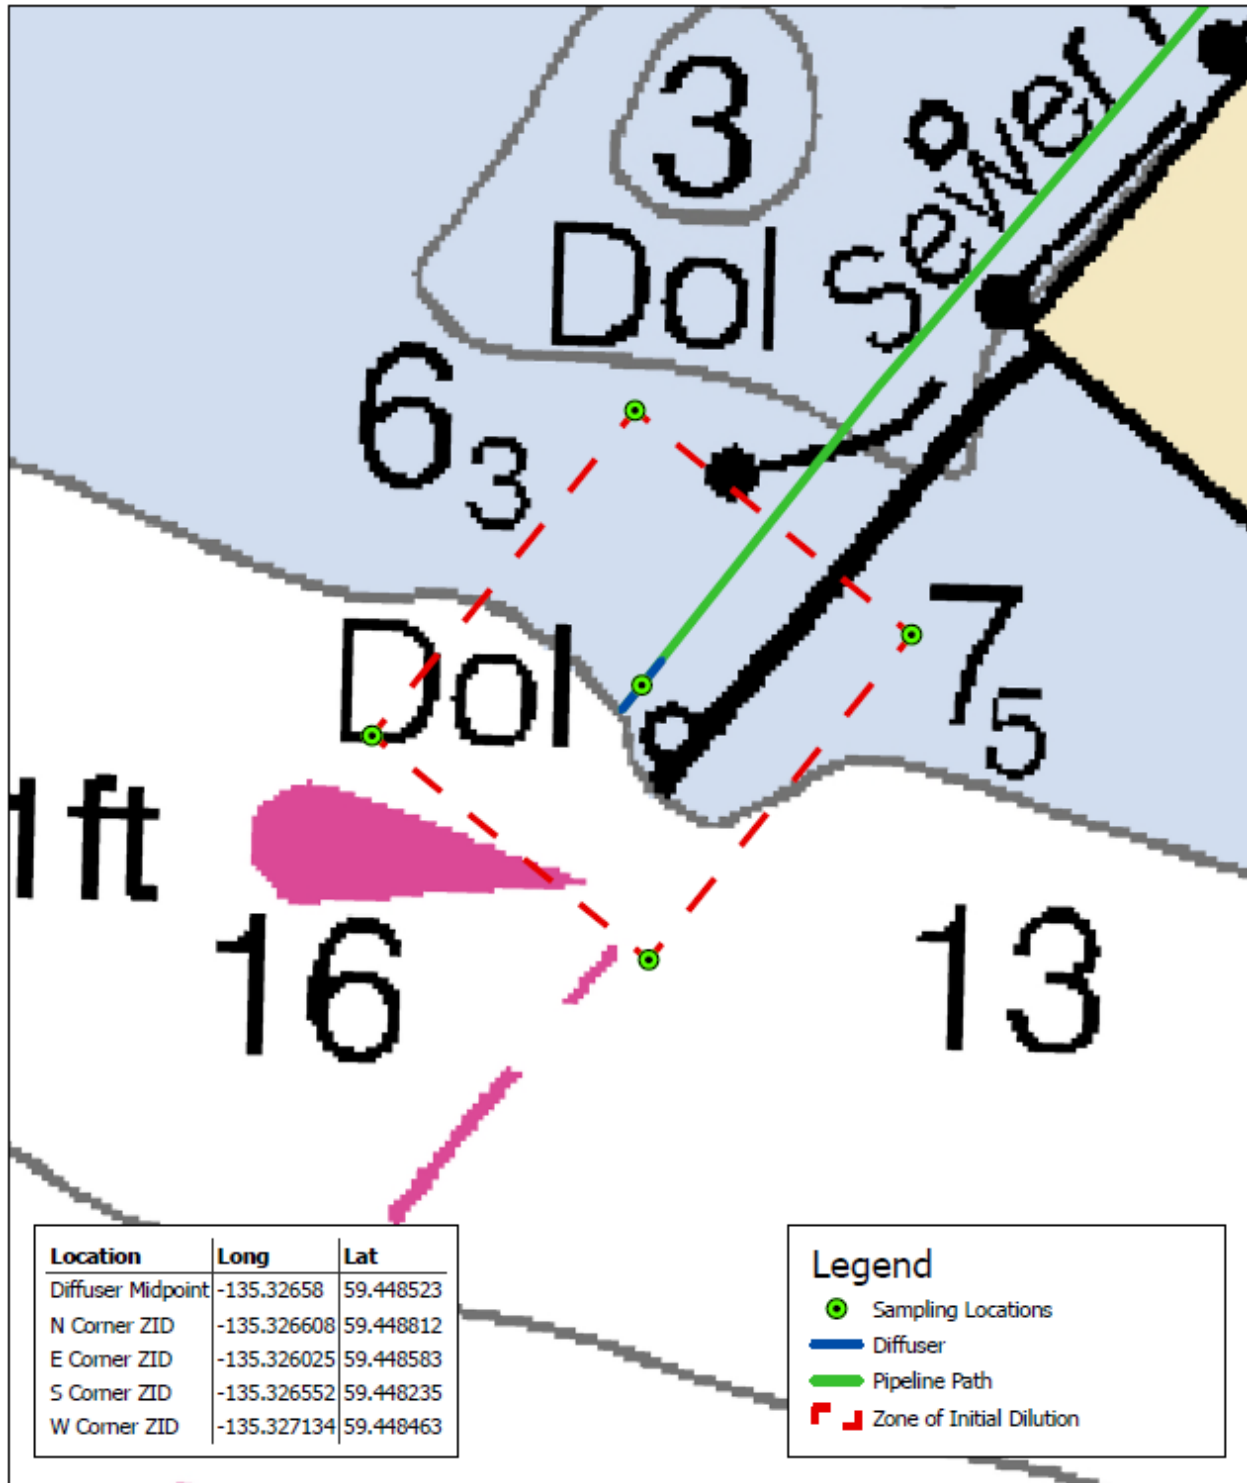 3
Dol
Sewer
6 3
Dol
7 5
1ft
16
13
Location Long Lat
Diffuser Midpoint -135.32658 59.448523
N Corner ZID -135.326608 59.448812
E Corner ZID -135.326025 59.448583
S Corner ZID -135.326552 59.448235
W Corner ZID -135.327134 59.448463
Legend
Sampling Locations
Diffuser
Pipeline Path
Zone of Initial Dilution